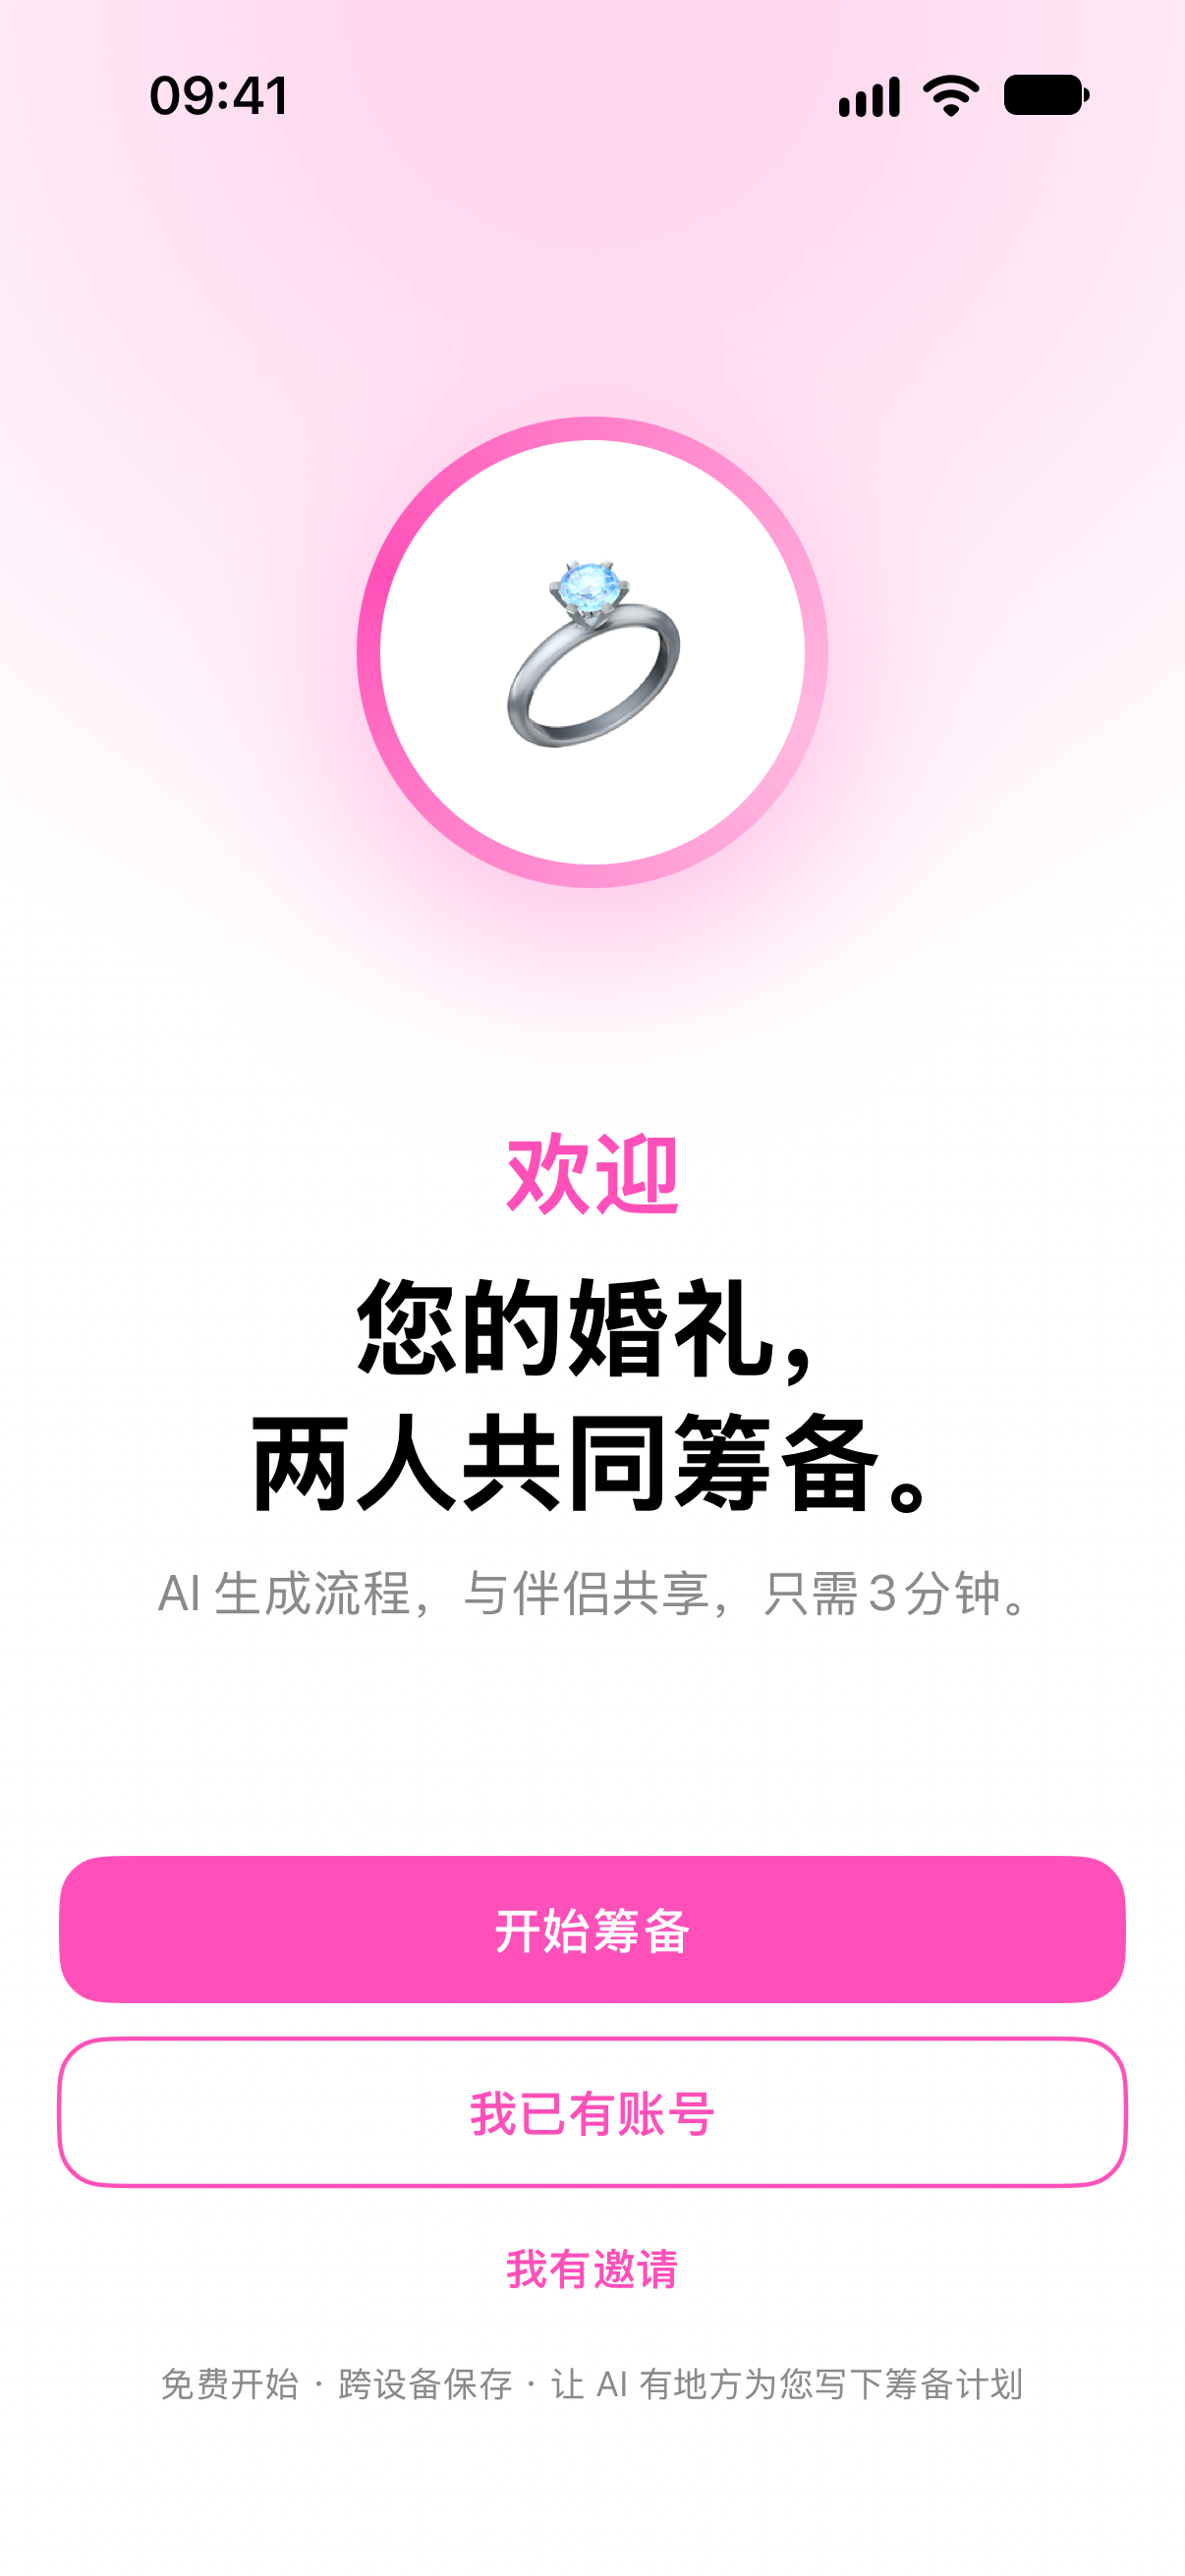 09:41
欢迎
您的婚礼，
两人共同筹备。
AI 生成流程，与伴侣共享，只需 3 分钟。
开始筹备
我已有账号
我有邀请
免费开始 · 跨设备保存 · 让 AI 有地方为您写下筹备计划